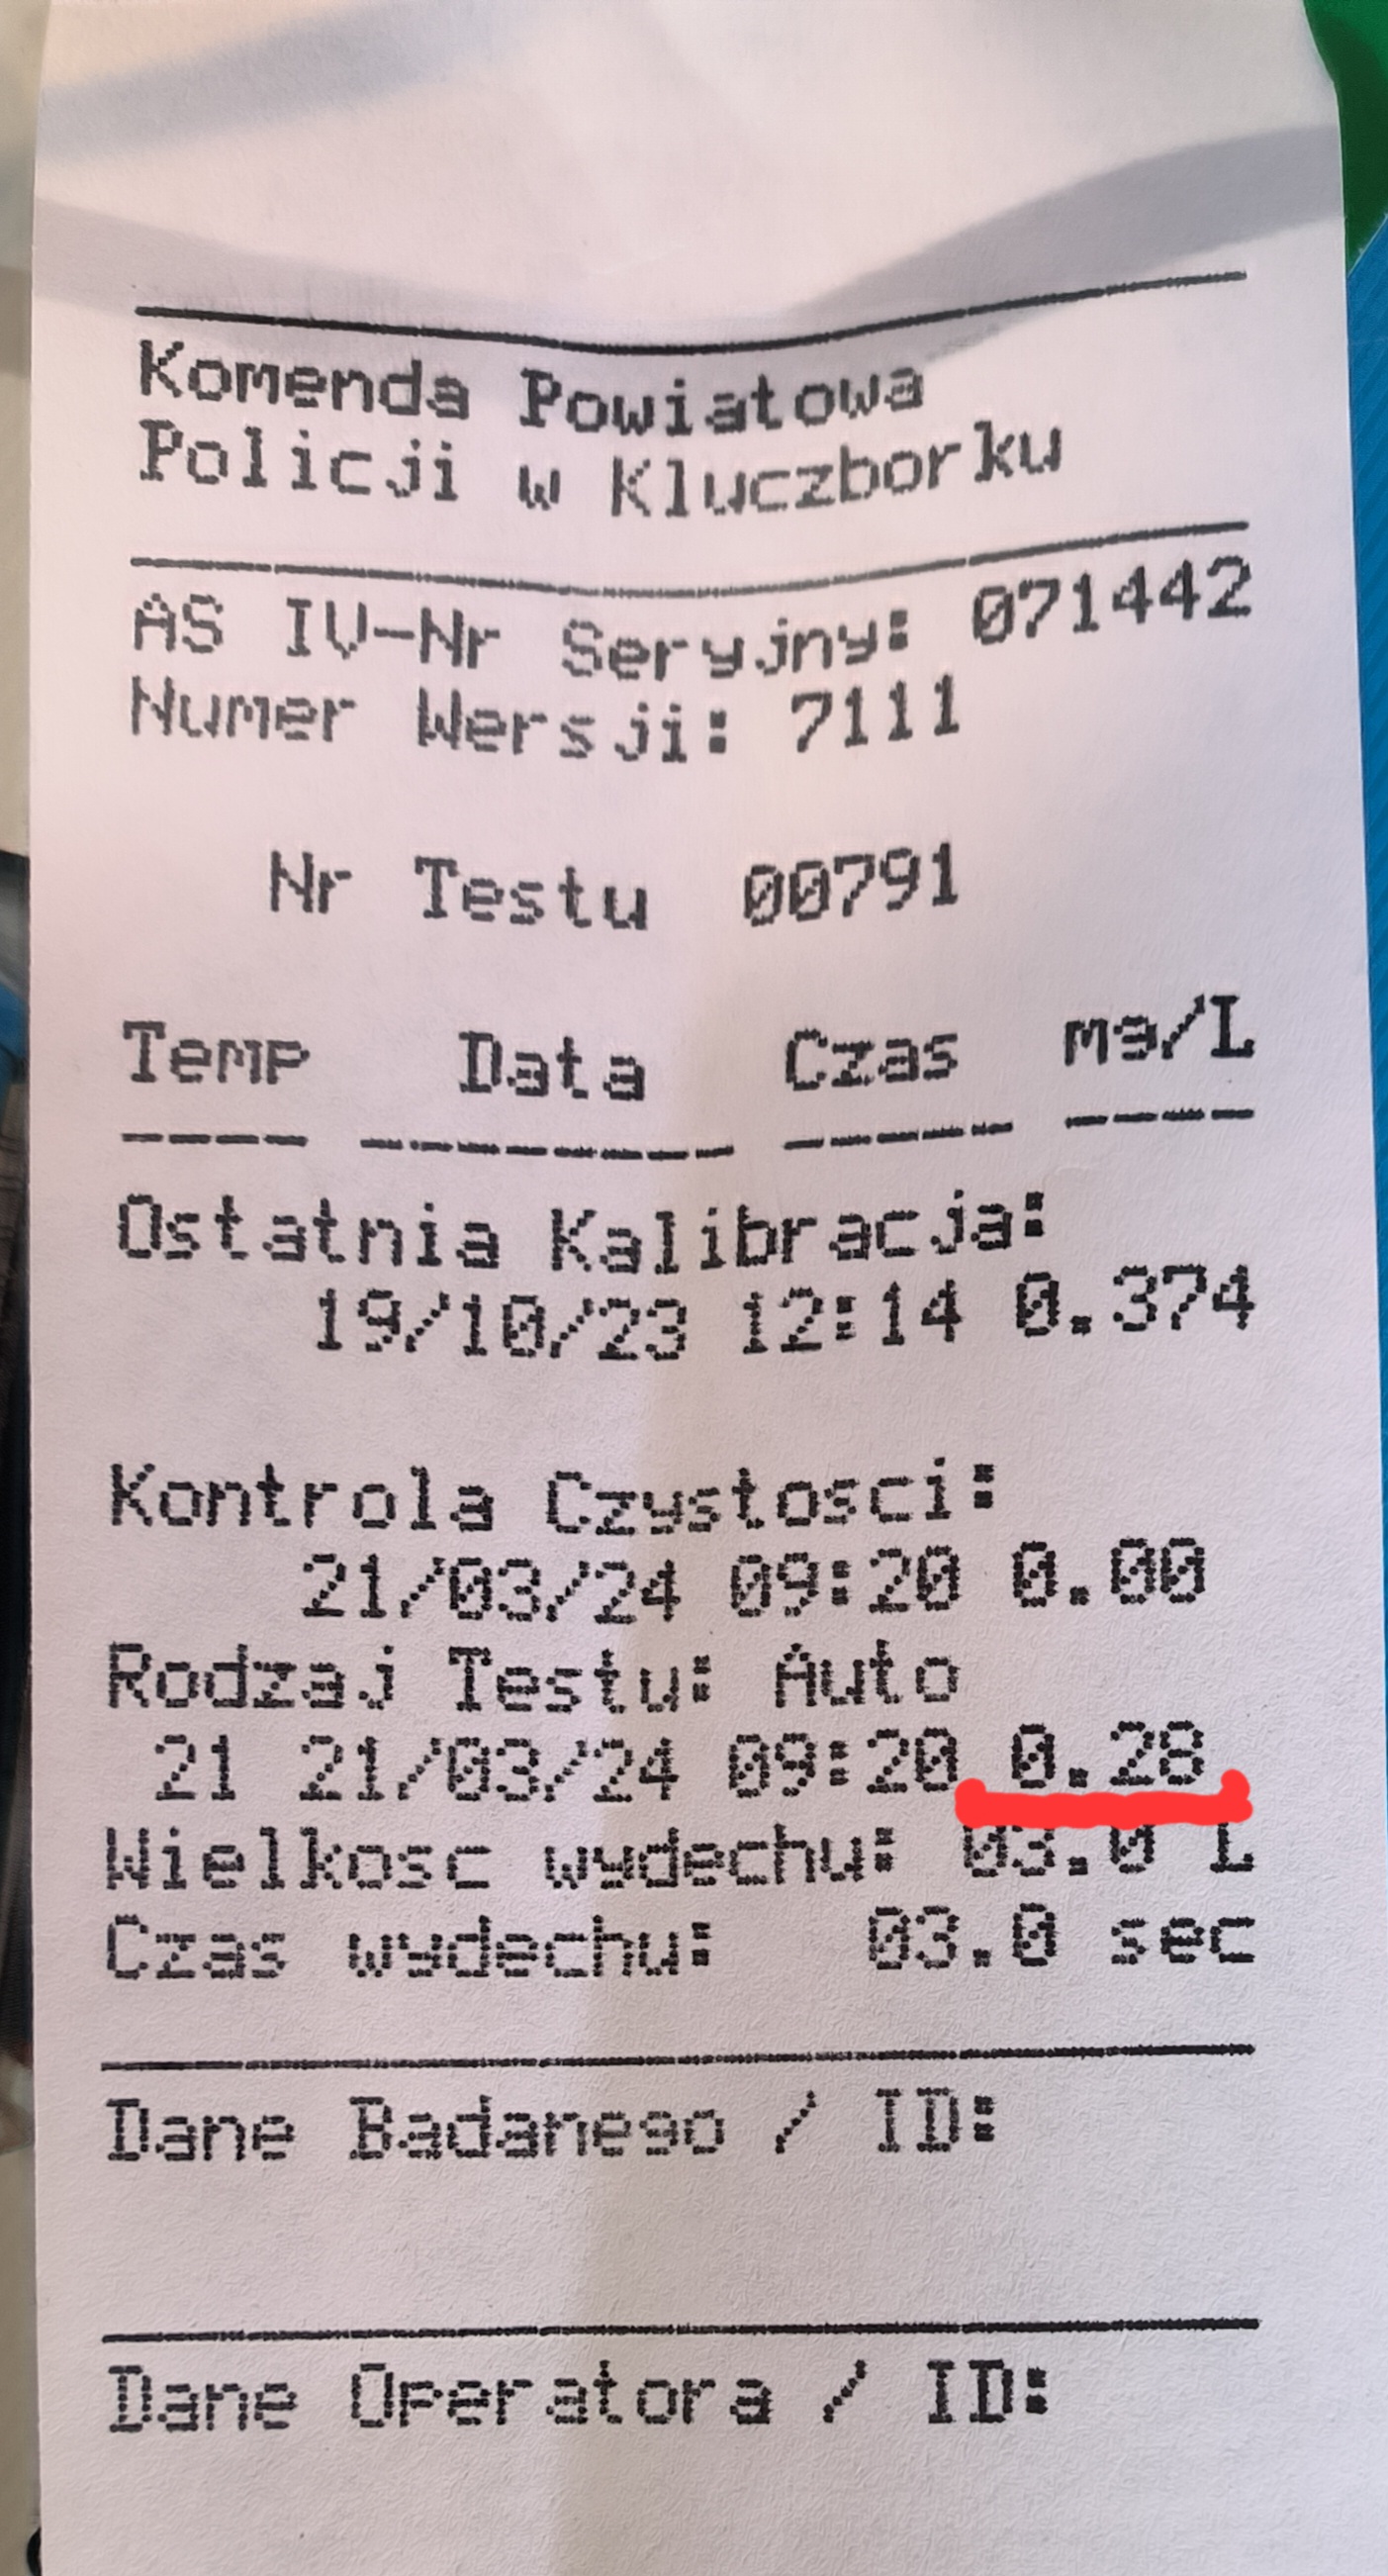 Komenda Powiatowa
Policji w Kluczborku
AS IV-Nr Seryjny: 071442
Numer Wersji: 7111
Nr Testu 00791
Temp Data Czas mg/L
Ostatnia Kalibracja:
19/10/23 12:14 0.374
Kontrola Czystosci:
21/03/24 09:20 0.00
Rodzaj Testu: Auto
21 21/03/24 09:20 0.28
Wielkosc wydechu: 03.0 L
Czas wydechu: 03.0 sec
Dane Badanego / ID:
Dane Operatora / ID: